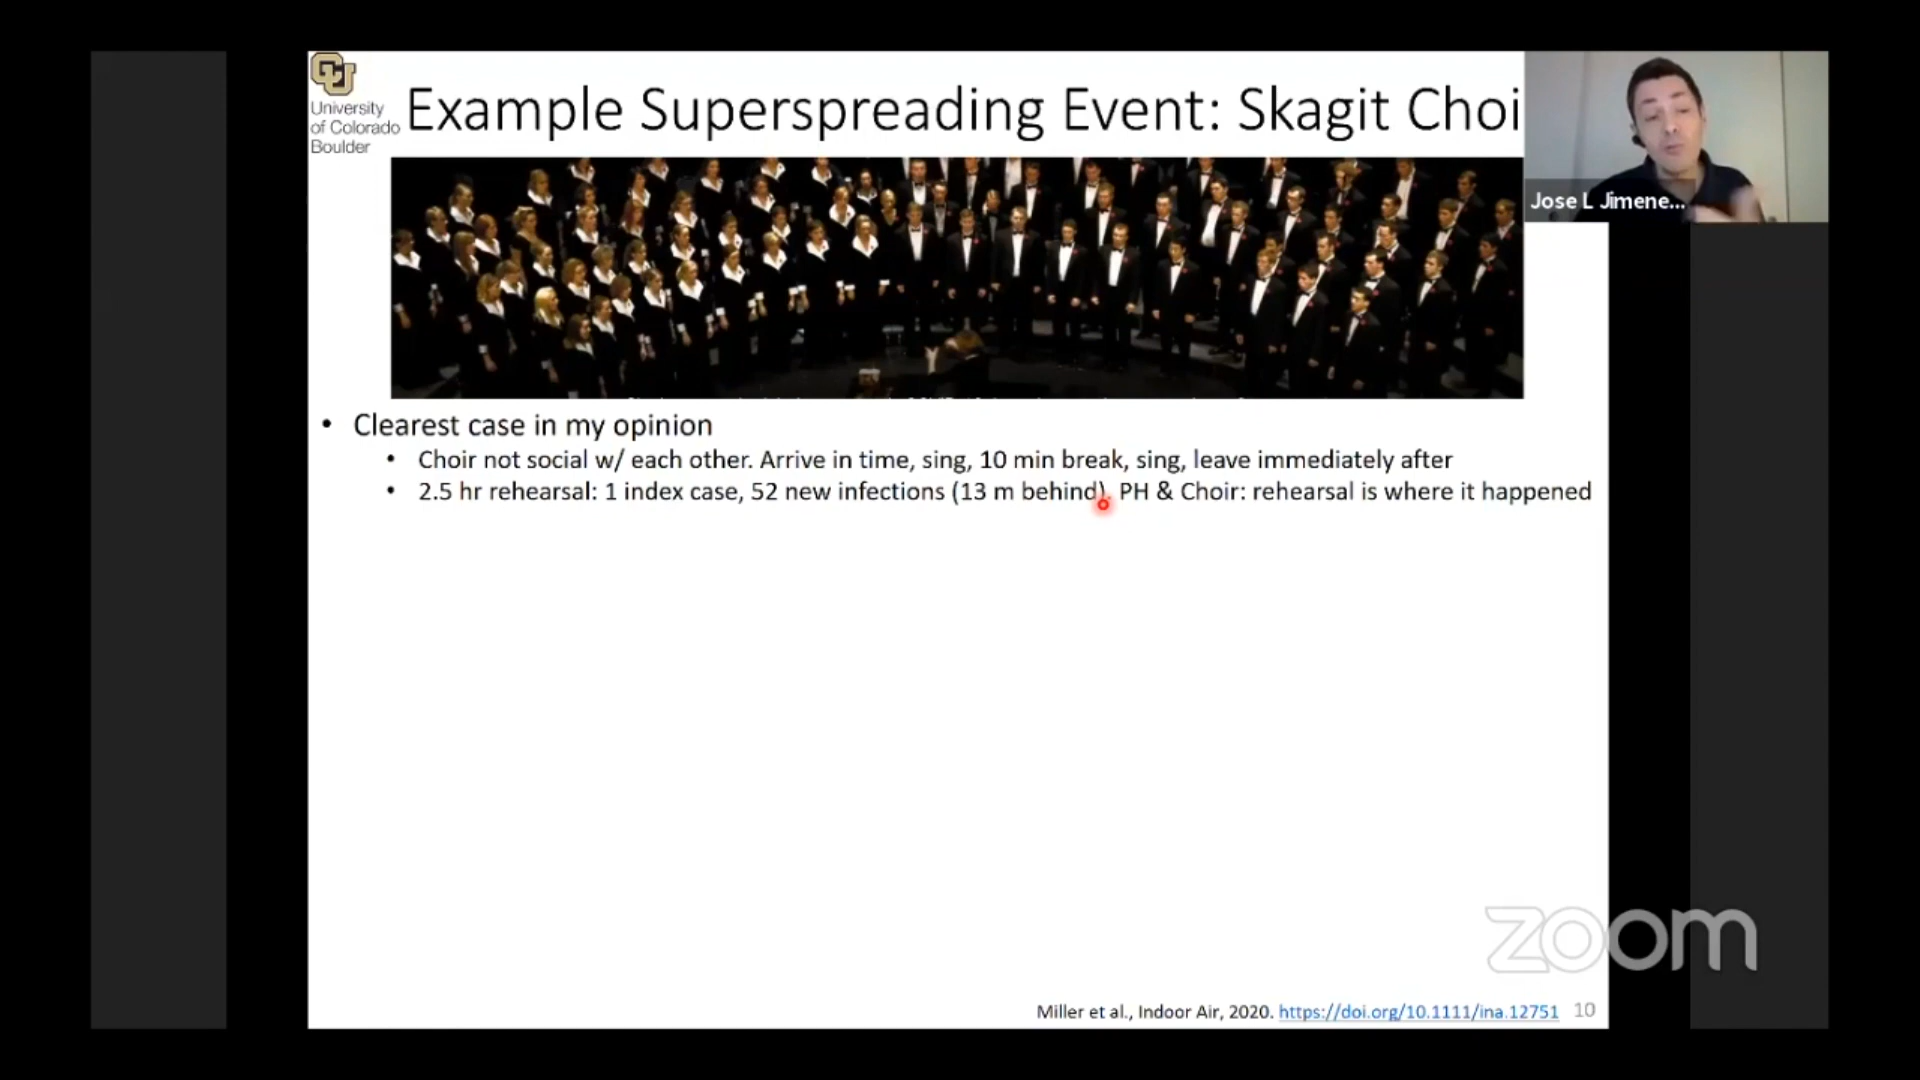 University
of Colorado
Boulder
Example Superspreading Event: Skagit Choi
Jose L Jimene...
• Clearest case in my opinion
• Choir not social w/ each other. Arrive in time, sing, 10 min break, sing, leave immediately after
• 2.5 hr rehearsal: 1 index case, 52 new infections (13 m behind). PH & Choir: rehearsal is where it happened
zoom
Miller et al., Indoor Air, 2020. https://doi.org/10.1111/ina.12751 10